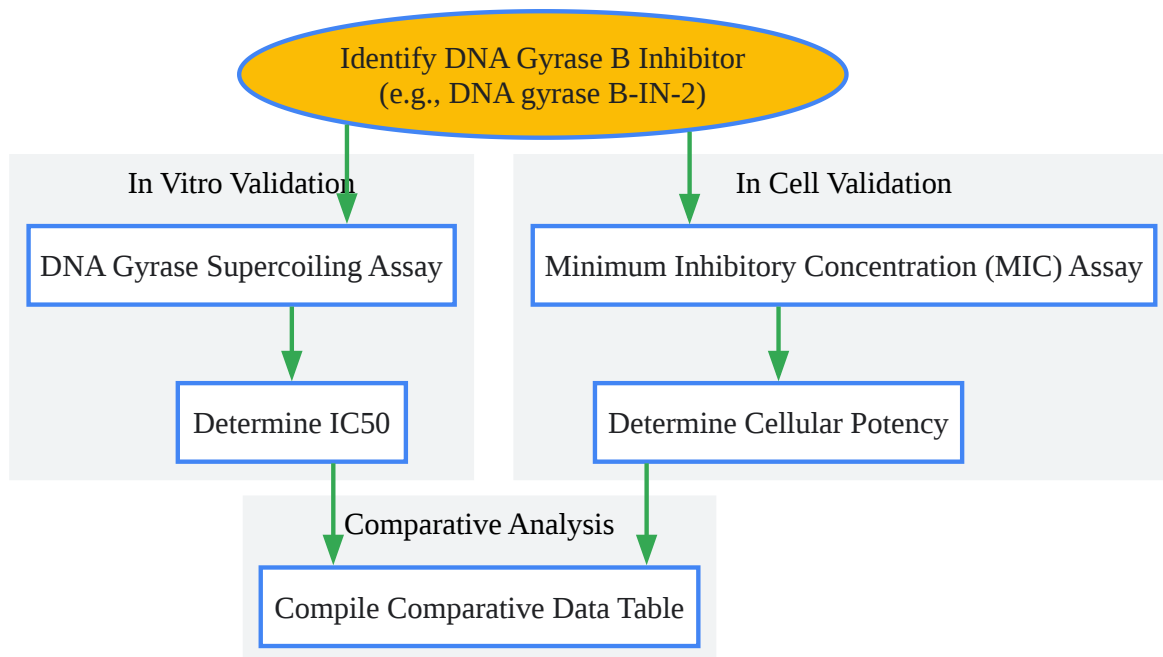 Identify DNA Gyrase B Inhibitor
(e.g., DNA gyrase B-IN-2)
In Vitro Validation
In Cell Validation
DNA Gyrase Supercoiling Assay
Minimum Inhibitory Concentration (MIC) Assay
Determine IC50
Determine Cellular Potency
Comparative Analysis
Compile Comparative Data Table